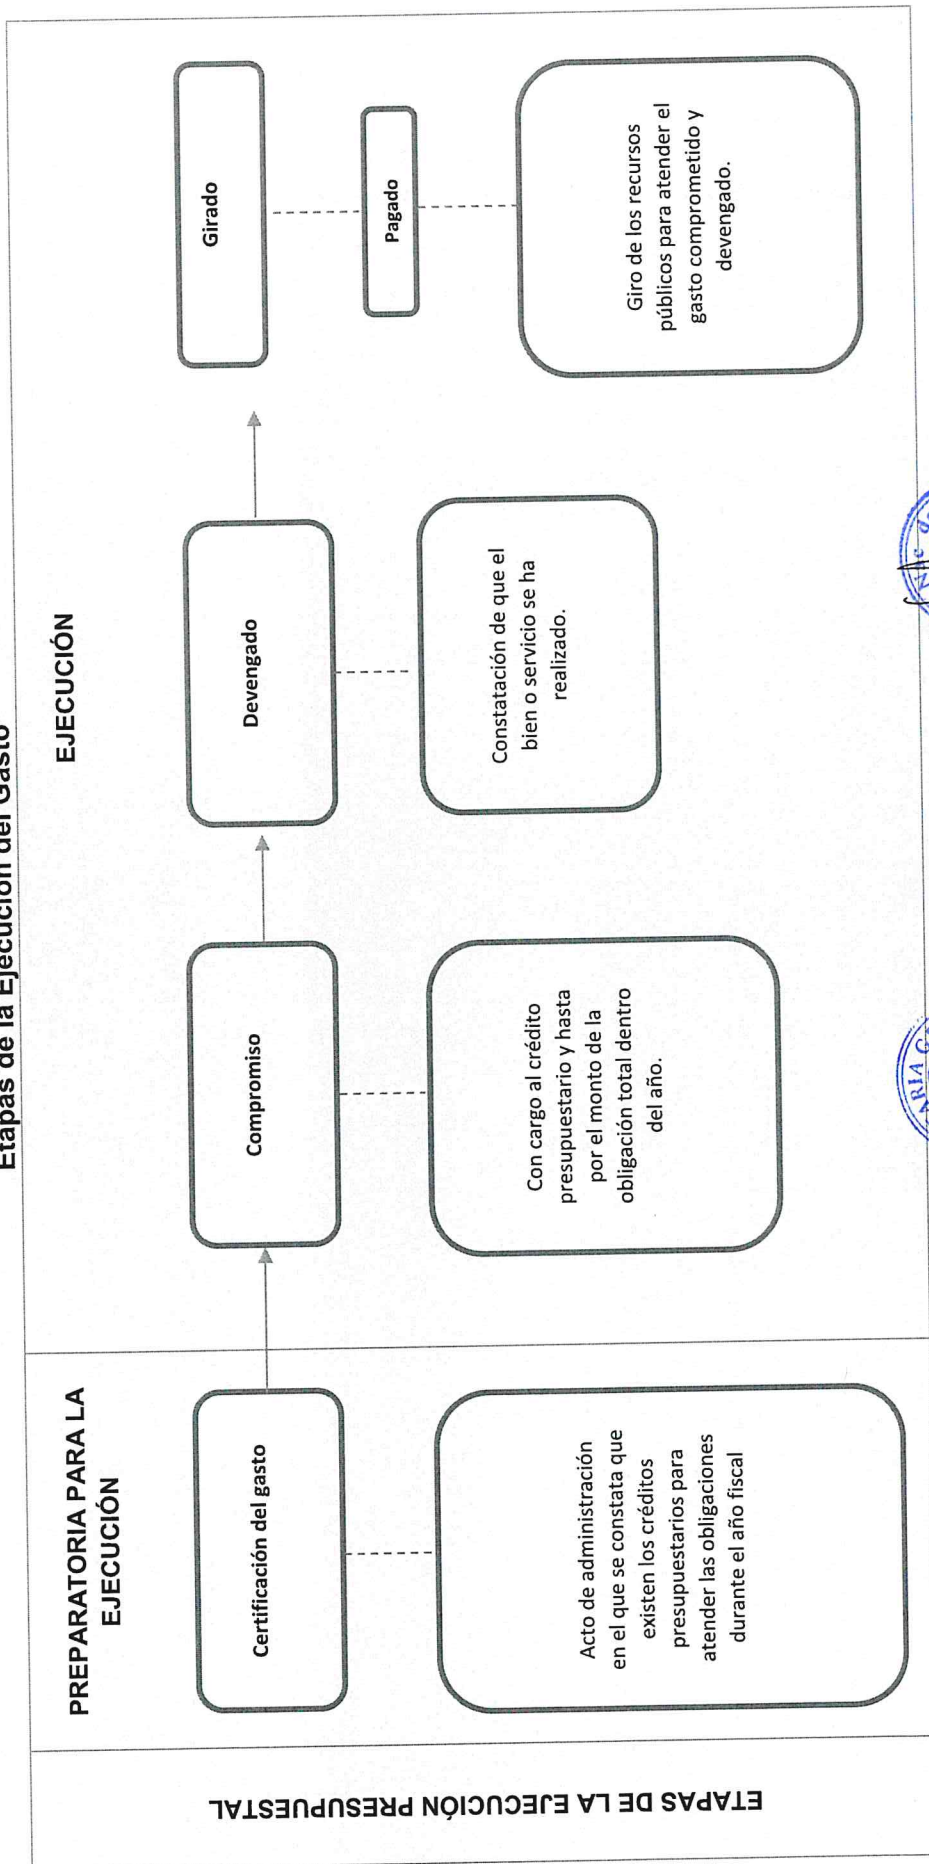 Etapas de la Ejecución del Gasto
ETAPAS DE LA EJECUCIÓN PRESUPUESTAL
PREPARATORIA PARA LA
EJECUCIÓN
Certificación del gasto
Acto de administración
en el que se constata que
existen los créditos
presupuestarios para
atender las obligaciones
durante el año fiscal
EJECUCIÓN
Compromiso
Con cargo al crédito
presupuestario y hasta
por el monto de la
obligación total dentro
del año.
Devengado
Constatación de que el
bien o servicio se ha
realizado.
Girado
Pagado
Giro de los recursos
públicos para atender el
gasto comprometido y
devengado.